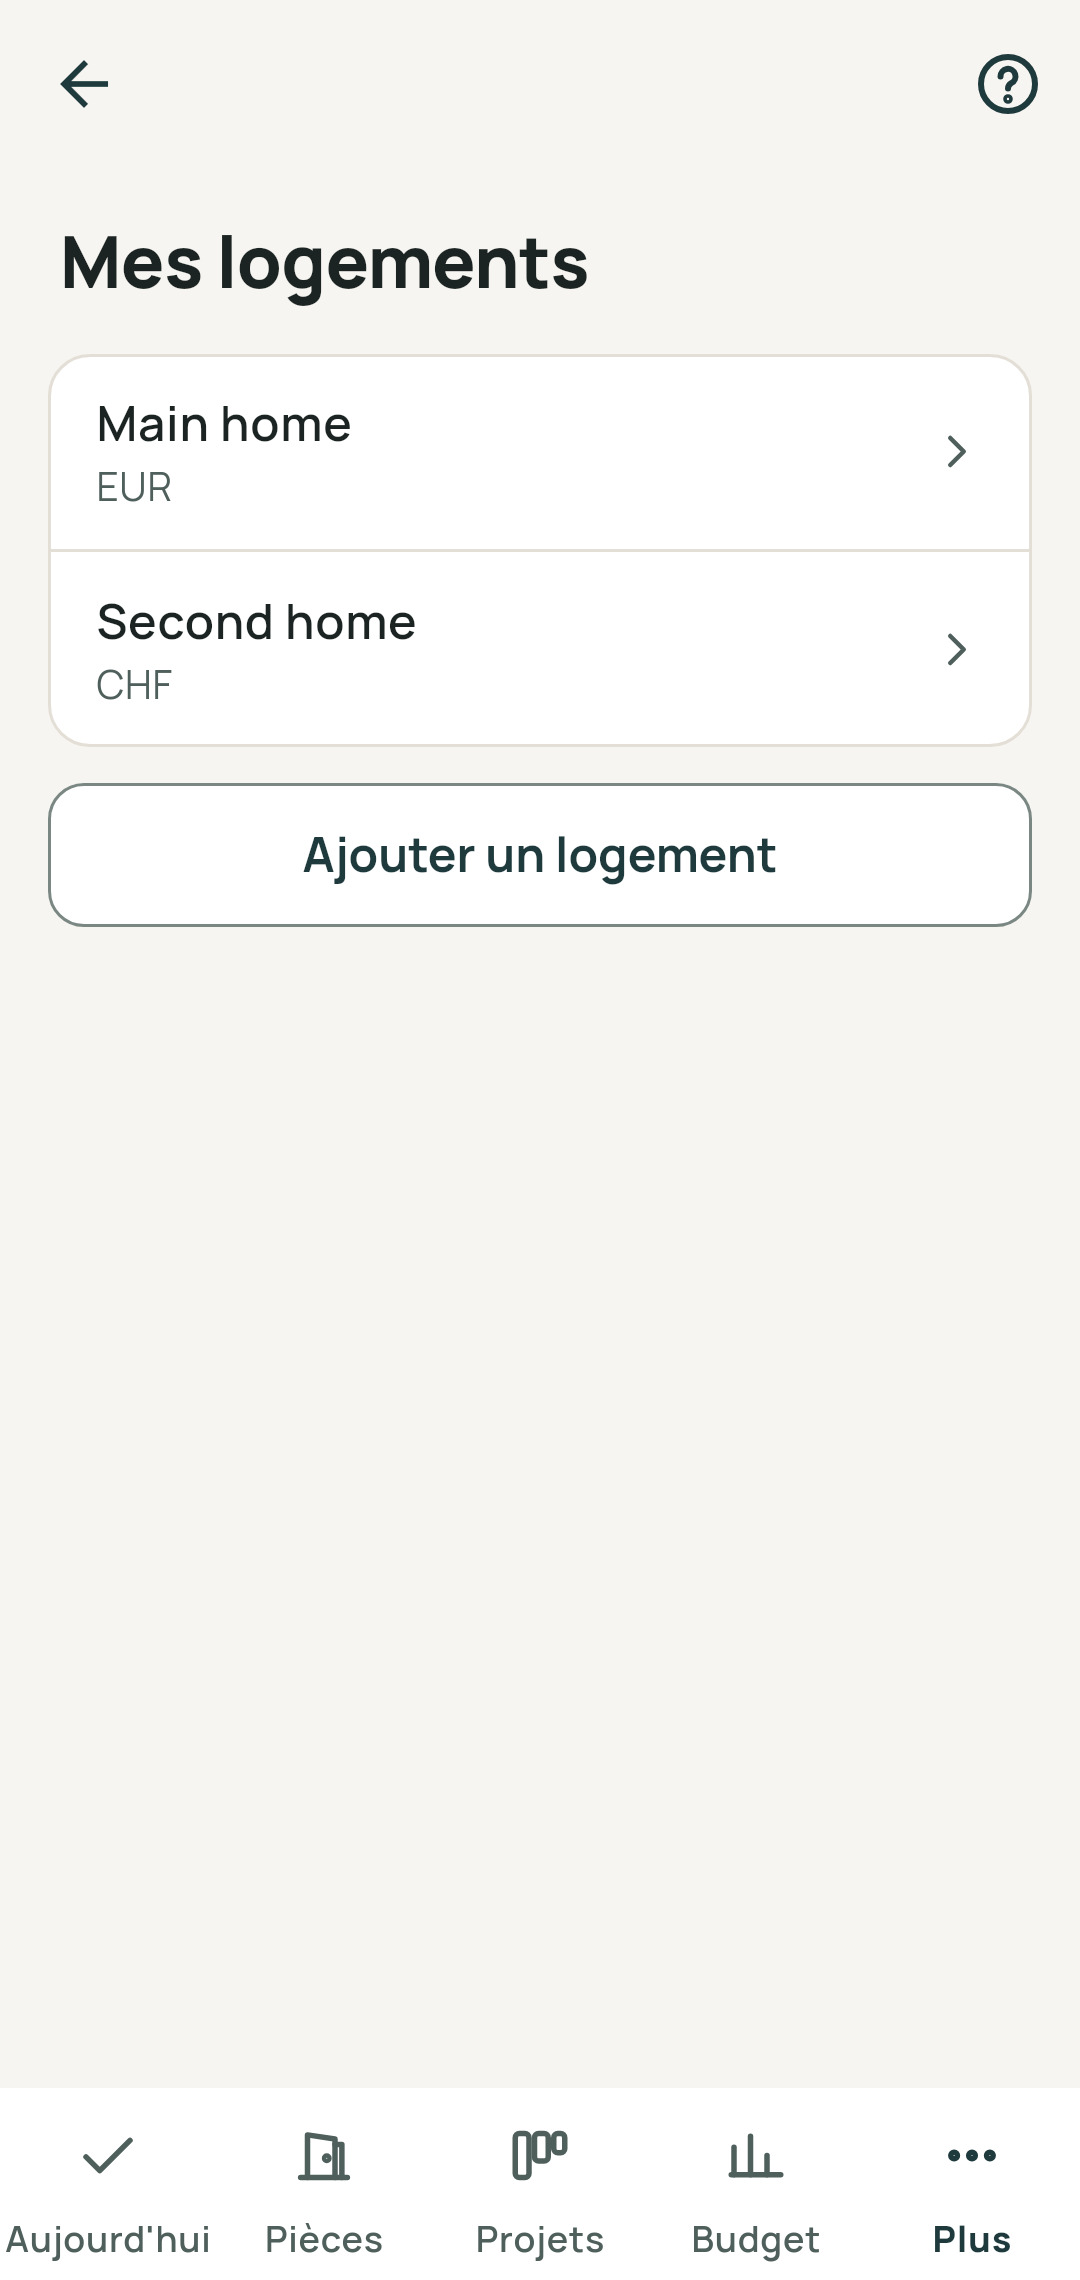 Mes logements
Main home
EUR
Second home
CHF
Ajouter un logement
Aujourd'hui
Pièces
Projets
Budget
Plus